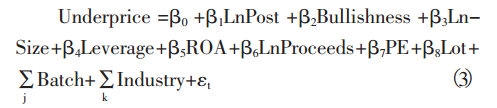 Underprice =β₀ +β₁LnPost +β₂Bullishness +β₃Ln-
Size+β₄Leverage+β₅ROA+β₆LnProceeds+β₇PE+β₈Lot+
∑ⱼ Batch+∑ₖ Industry+εₜ ③